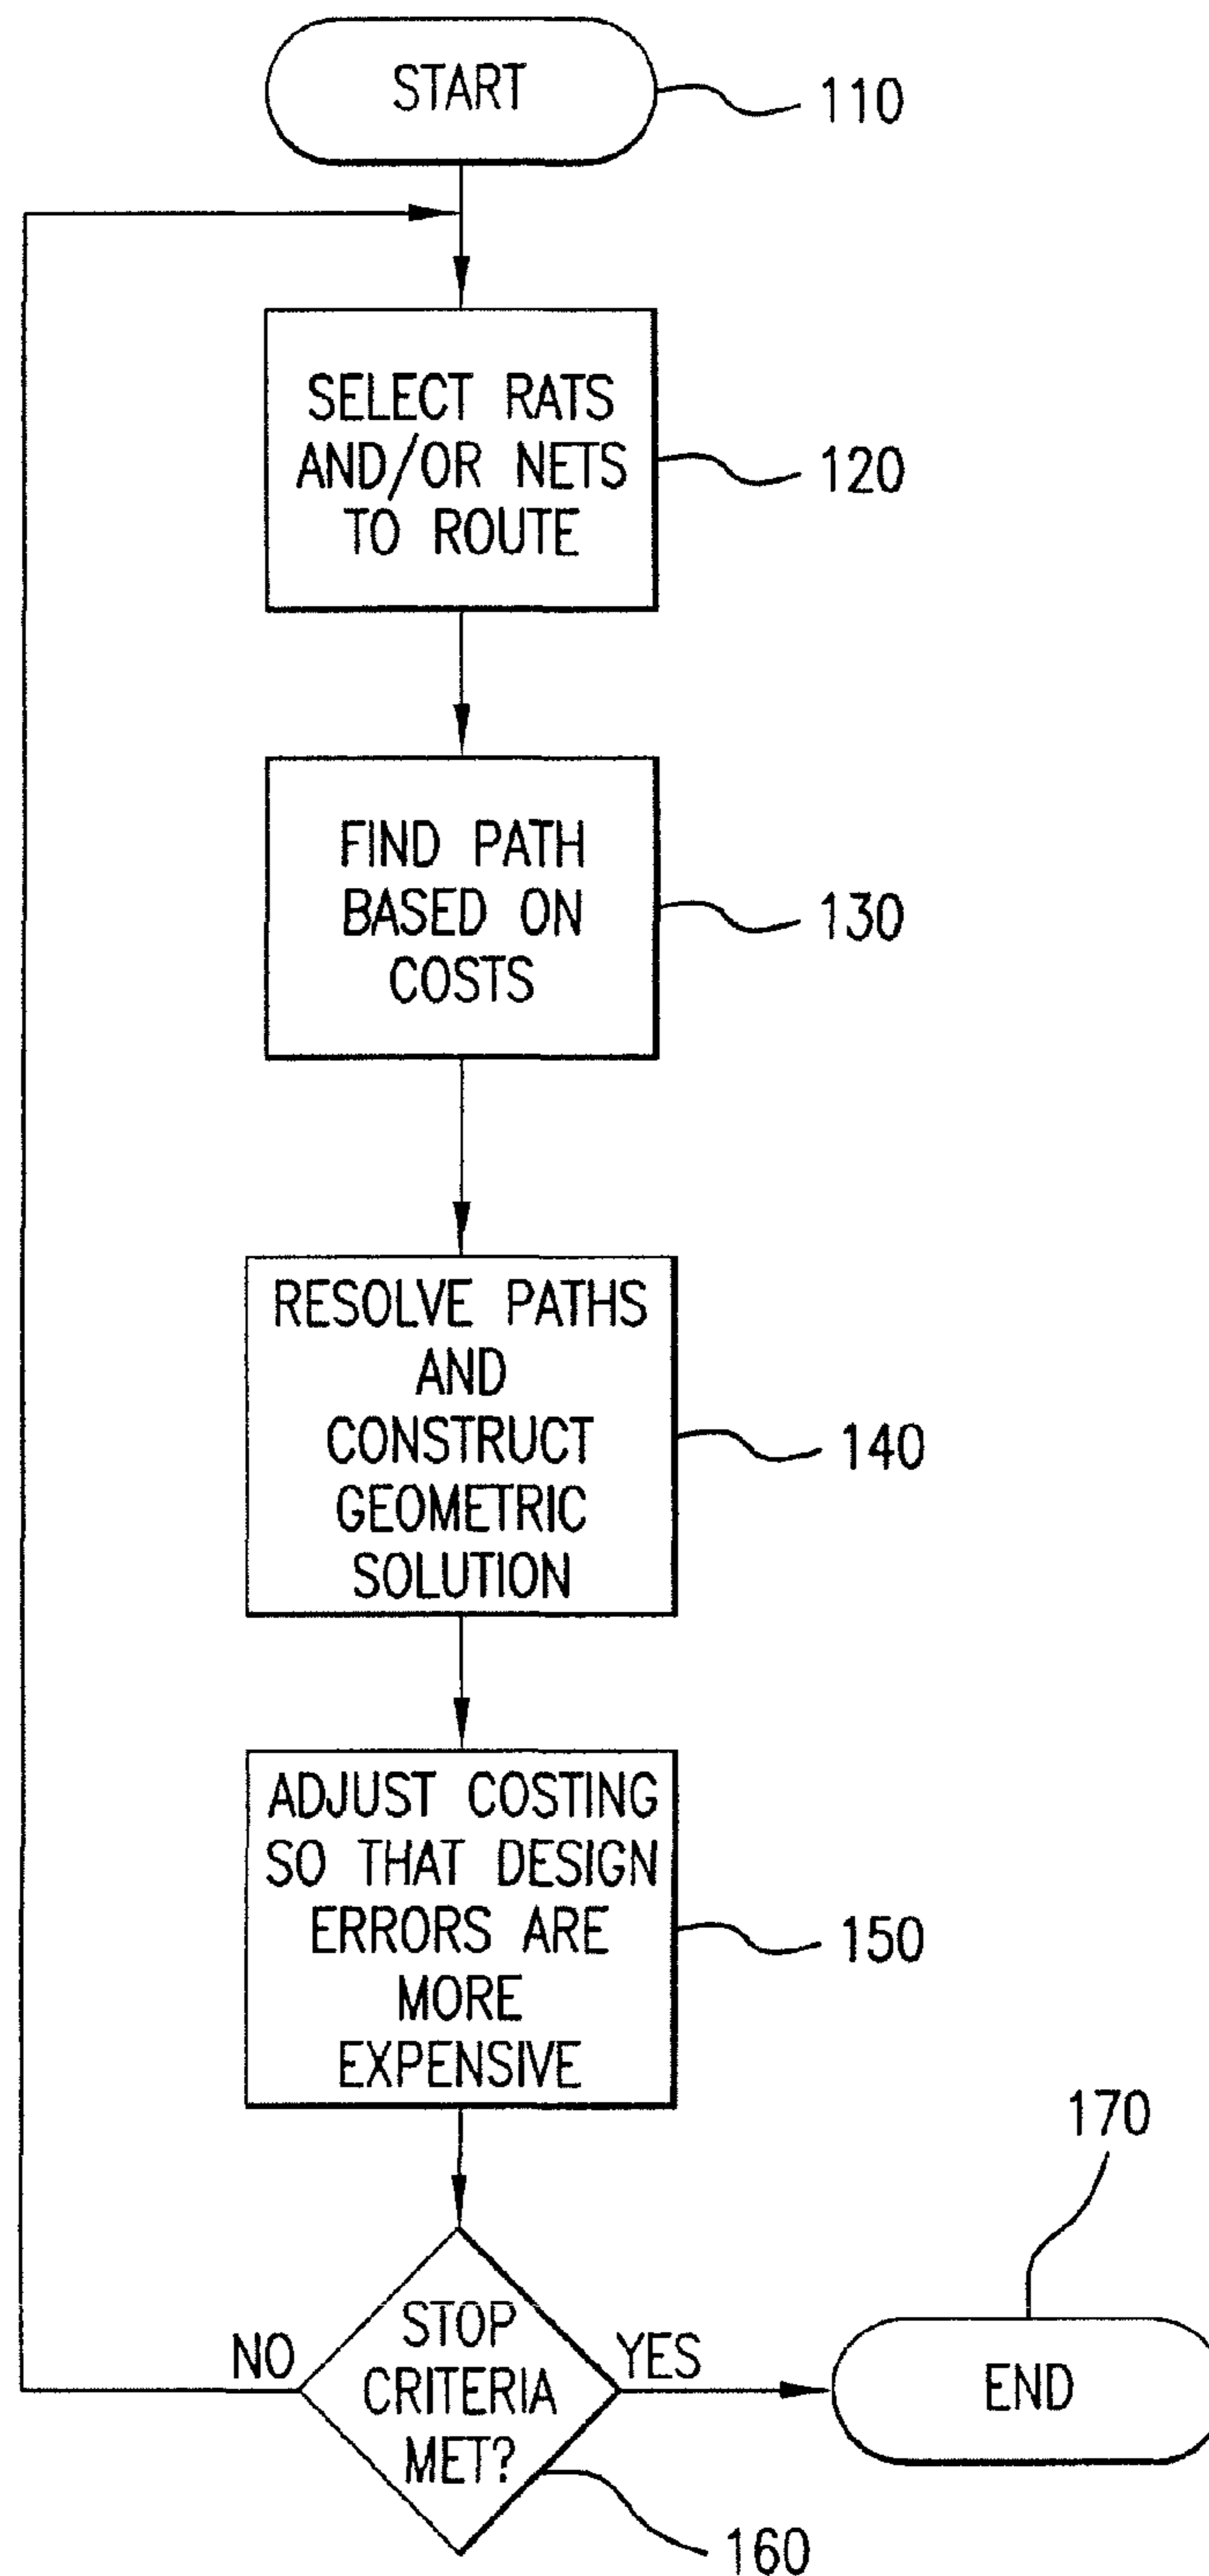 START
110
SELECT RATS
AND/OR NETS
TO ROUTE
120
FIND PATH
BASED ON
COSTS
130
RESOLVE PATHS
AND
CONSTRUCT
GEOMETRIC
SOLUTION
140
ADJUST COSTING
SO THAT DESIGN
ERRORS ARE
MORE
EXPENSIVE
150
170
STOP
CRITERIA
MET?
NO
YES
END
160